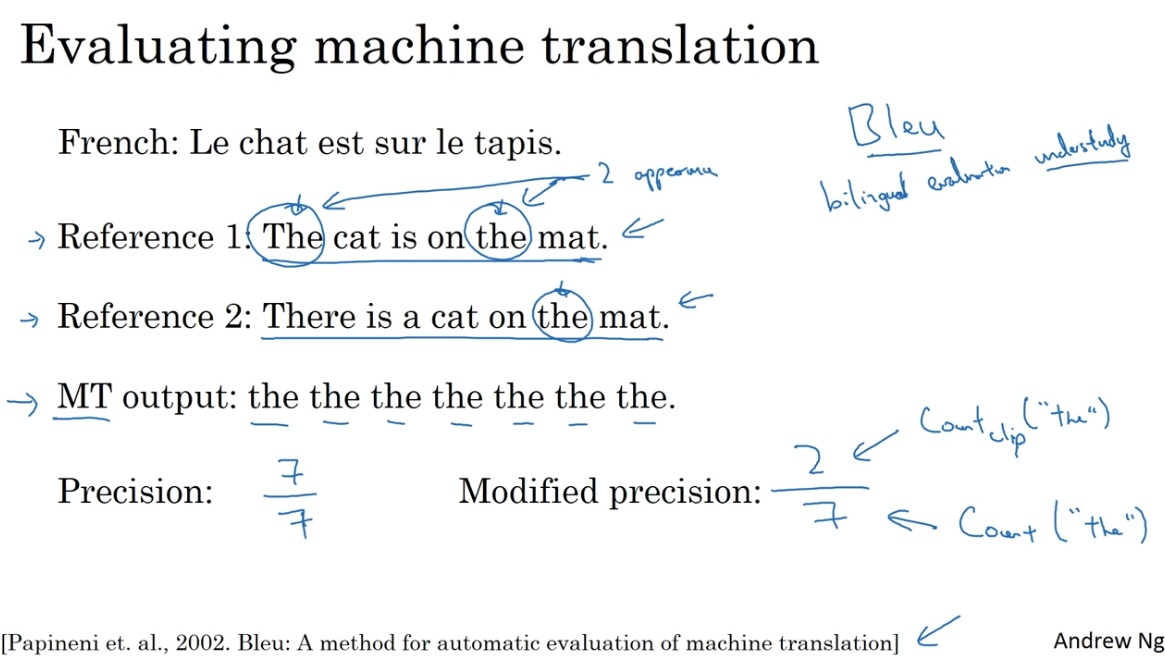 Evaluating machine translation
French: Le chat est sur le tapis.
Bleu
bilingual evaluation understudy
2
Reference 1: The cat is on the mat.
Reference 2: There is a cat on the mat.
MT output: the the the the the the the.
Count clip ("the")
Precision: 7/7 Modified precision: 2/7
Count ("the")
[Papineni et. al., 2002. Bleu: A method for automatic evaluation of machine translation]
Andrew Ng